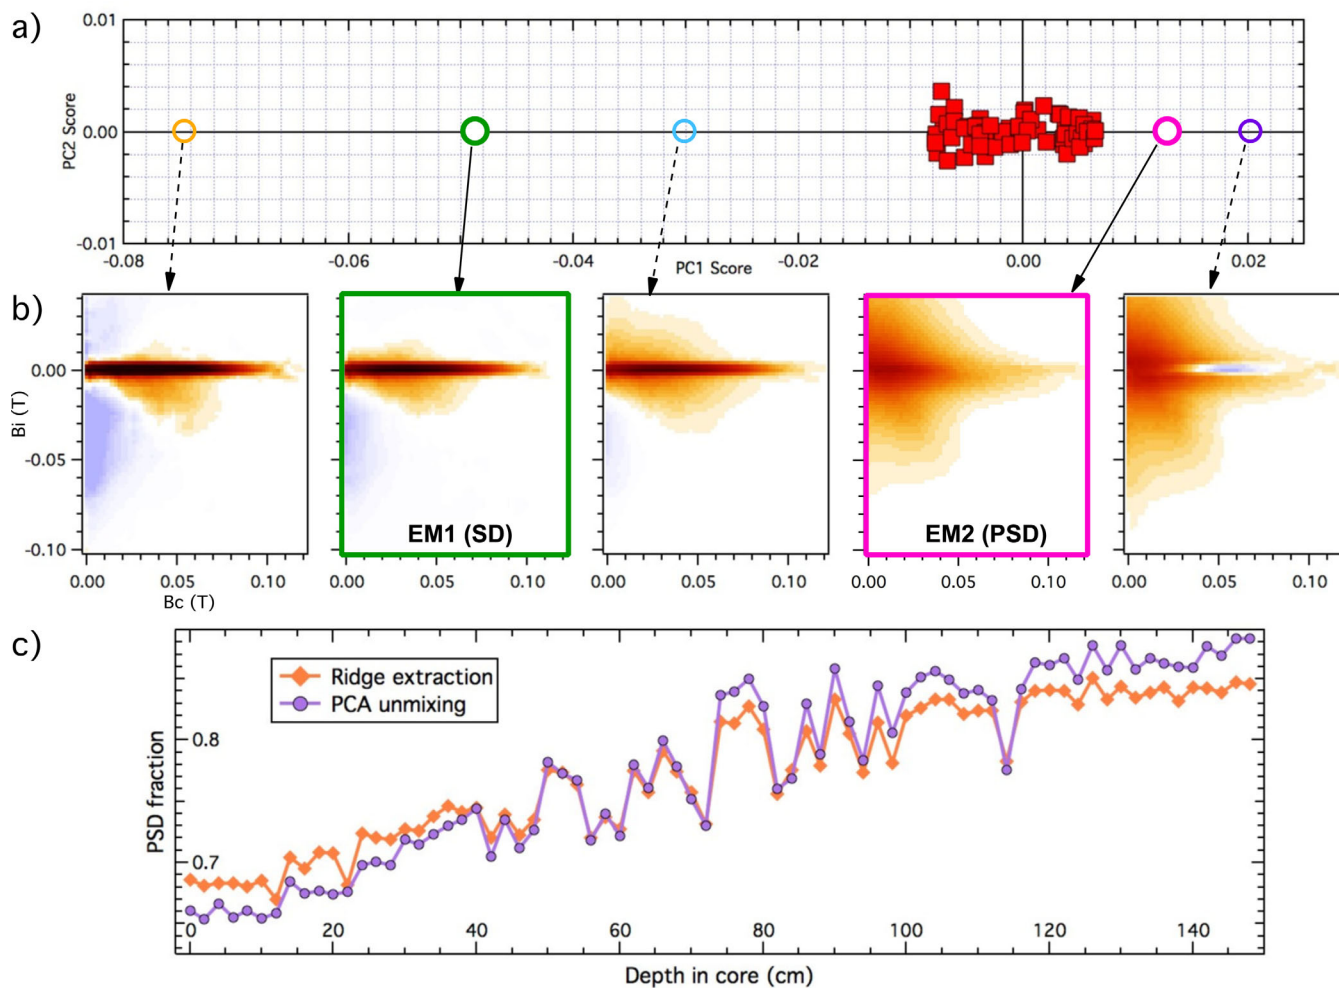 a)
0.01
0.00
-0.01
PC2 Score
-0.08
-0.06
-0.04
-0.02
0.00
0.02
PC1 Score
b)
0.00
-0.05
-0.10
Bi (T)
EM1 (SD)
EM2 (PSD)
0.00
0.05
0.10
0.00
0.05
0.10
0.00
0.05
0.10
0.00
0.05
0.10
0.00
0.05
0.10
Bc (T)
c)
Ridge extraction
PCA unmixing
0.8
0.7
PSD fraction
0
20
40
60
80
100
120
140
Depth in core (cm)